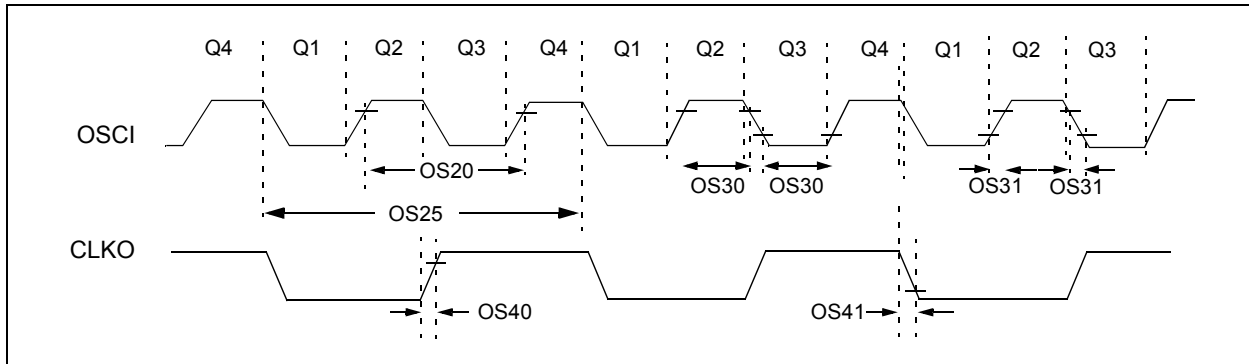 Q4 Q1 Q2 Q3 Q4 Q1 Q2 Q3 Q4 Q1 Q2 Q3
OSCI
OS20
OS30 OS30
OS31 OS31
OS25
CLKO
OS40
OS41